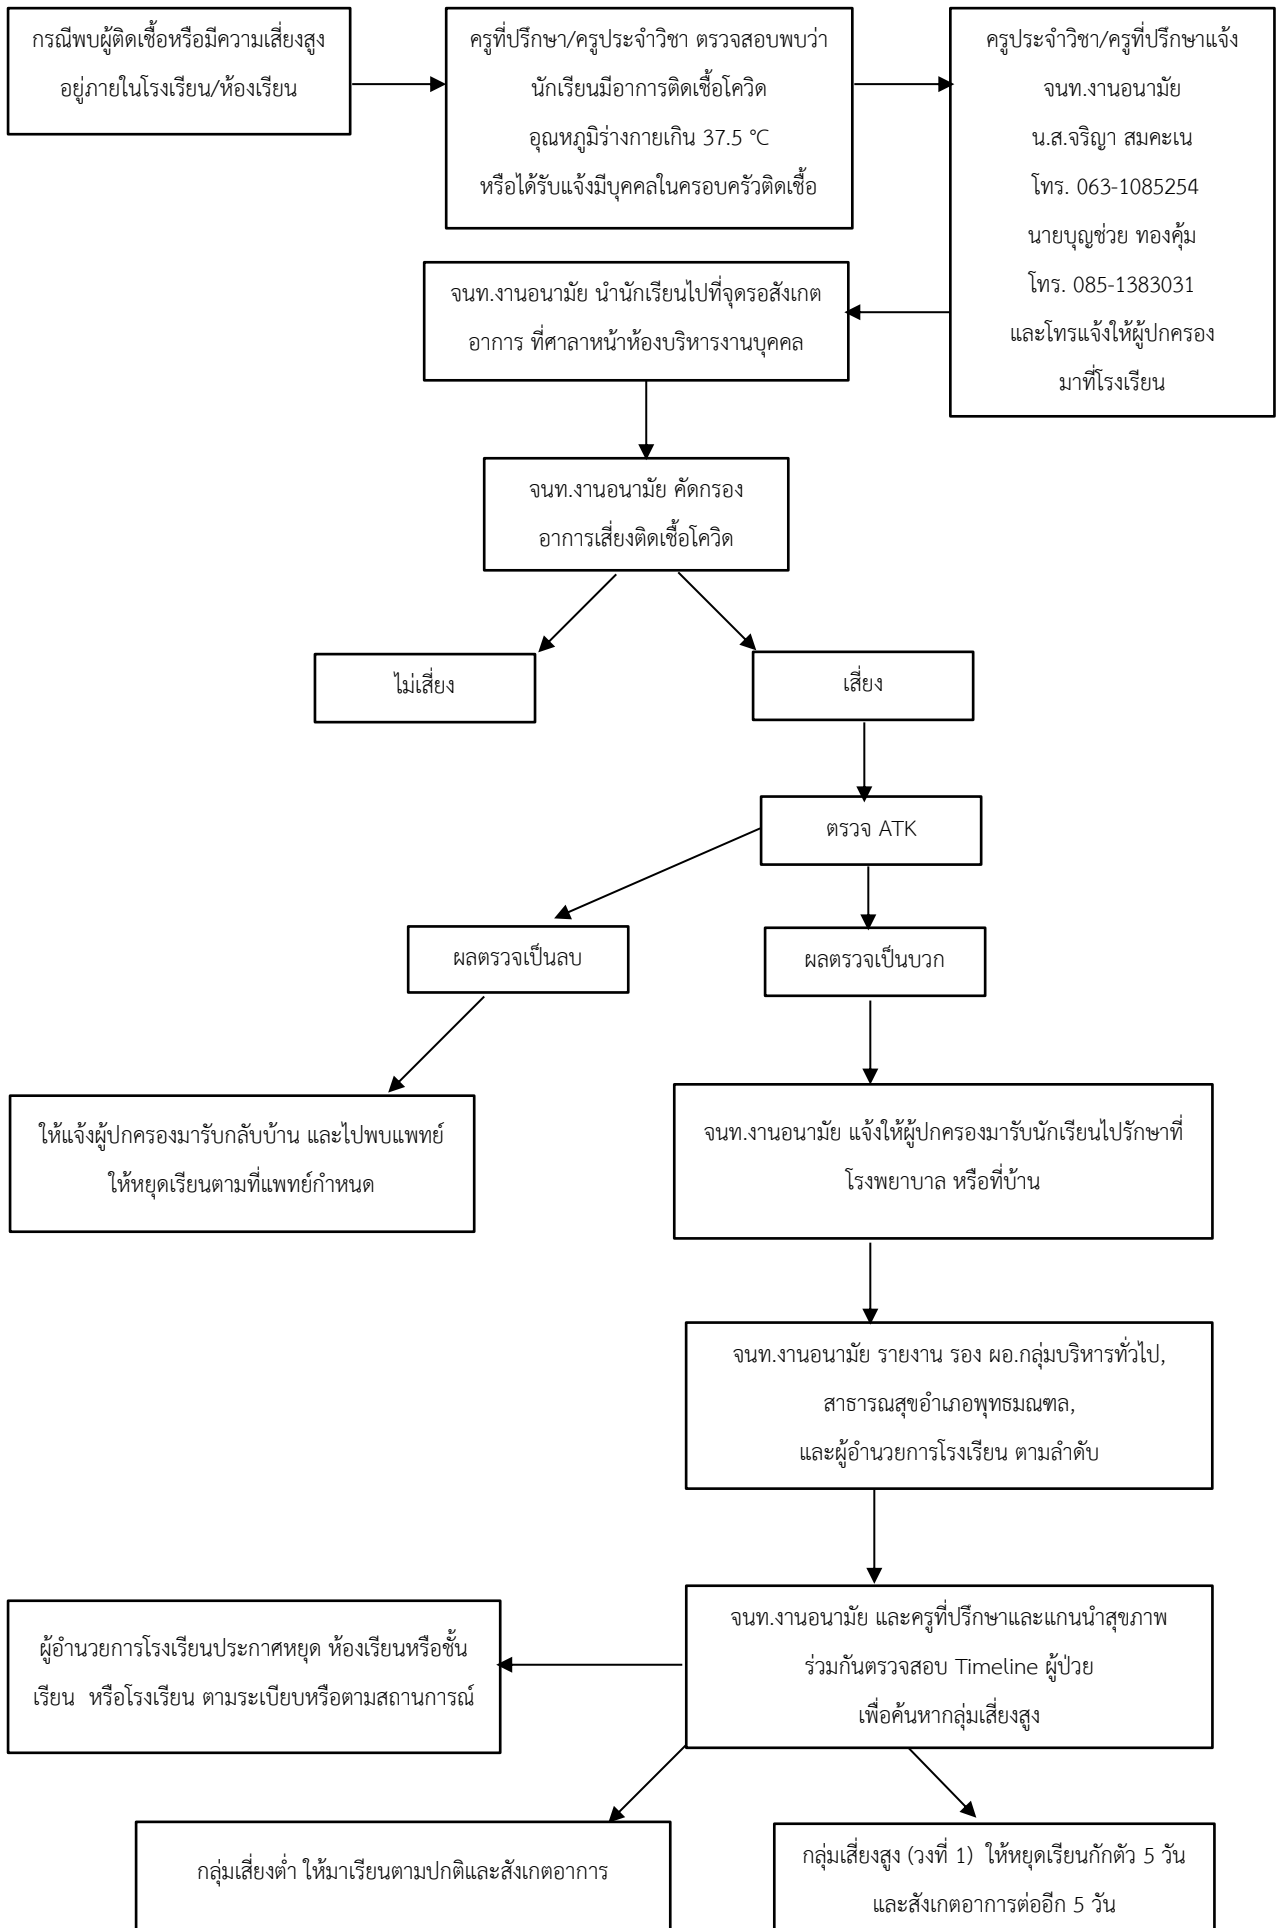 กรณีพบผู้ติดเชื้อหรือมีความเสี่ยงสูง
อยู่ภายในโรงเรียน/ห้องเรียน
ครูที่ปรึกษา/ครูประจำวิชา ตรวจสอบพบว่า
นักเรียนมีอาการติดเชื้อโควิด
อุณหภูมิร่างกายเกิน 37.5 °C
หรือได้รับแจ้งมีบุคคลในครอบครัวติดเชื้อ
ครูประจำวิชา/ครูที่ปรึกษาแจ้ง
จนท.งานอนามัย
น.ส.จริญา สมคะเน
โทร. 063-1085254
นายบุญช่วย ทองคุ้ม
โทร. 085-1383031
และโทรแจ้งให้ผู้ปกครอง
มาที่โรงเรียน
จนท.งานอนามัย นำนักเรียนไปที่จุดรอสังเกต
อาการ ที่ศาลาหน้าห้องบริหารงานบุคคล
จนท.งานอนามัย คัดกรอง
อาการเสี่ยงติดเชื้อโควิด
ไม่เสี่ยง
เสี่ยง
ตรวจ ATK
ผลตรวจเป็นลบ
ผลตรวจเป็นบวก
ให้แจ้งผู้ปกครองมารับกลับบ้าน และไปพบแพทย์
ให้หยุดเรียนตามที่แพทย์กำหนด
จนท.งานอนามัย แจ้งให้ผู้ปกครองมารับนักเรียนไปรักษาที่
โรงพยาบาล หรือที่บ้าน
จนท.งานอนามัย รายงาน รอง ผอ.กลุ่มบริหารทั่วไป,
สาธารณสุขอำเภอพุทธมณฑล,
และผู้อำนวยการโรงเรียน ตามลำดับ
จนท.งานอนามัย และครูที่ปรึกษาและแกนนำสุขภาพ
ร่วมกันตรวจสอบ Timeline ผู้ป่วย
เพื่อค้นหากลุ่มเสี่ยงสูง
ผู้อำนวยการโรงเรียนประกาศหยุด ห้องเรียนหรือชั้น
เรียน หรือโรงเรียน ตามระเบียบหรือตามสถานการณ์
กลุ่มเสี่ยงต่ำ ให้มาเรียนตามปกติและสังเกตอาการ
กลุ่มเสี่ยงสูง (วงที่ 1) ให้หยุดเรียนกักตัว 5 วัน
และสังเกตอาการต่ออีก 5 วัน